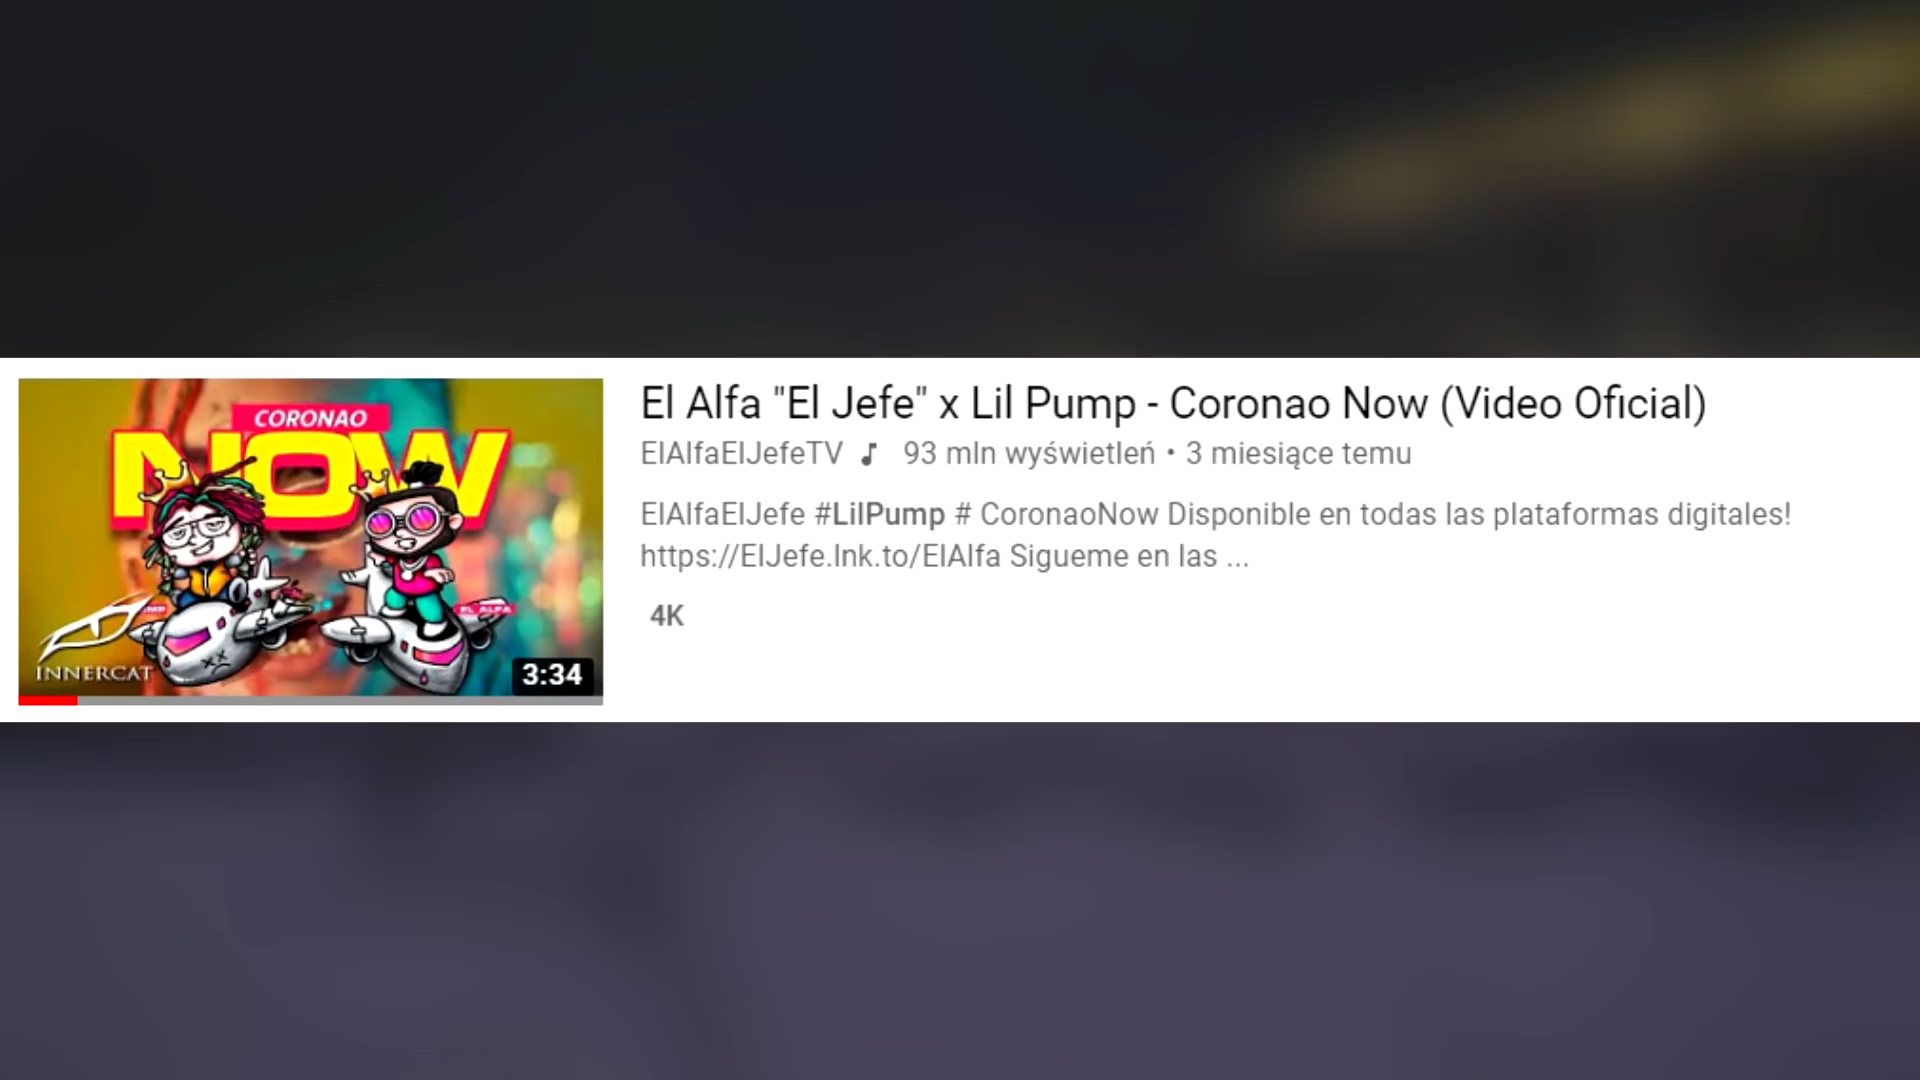 CORONAO
NOW
EL ALFA
INNERCAT
3:34
El Alfa "El Jefe" x Lil Pump - Coronao Now (Video Oficial)
ElAlfaElJefeTV 93 mln wyświetleń • 3 miesiące temu
ElAlfaElJefe #LilPump # CoronaoNow Disponible en todas las plataformas digitales!
https://ElJefe.lnk.to/ElAlfa Sigueme en las ...
4K